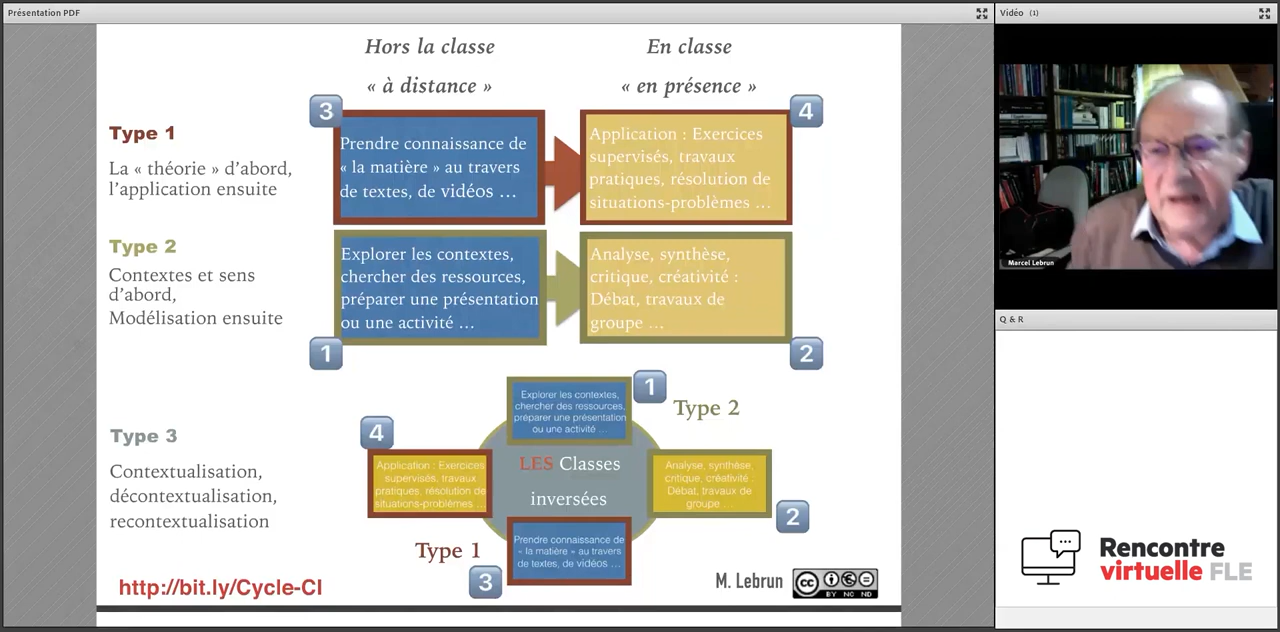 Présentation PDF
Vidéo (1)
Hors la classe
« à distance »
En classe
« en présence »
3
4
Type 1
La « théorie » d'abord,
l'application ensuite
Prendre connaissance de
« la matière » au travers
de textes, de vidéos ...
Application : Exercices
supervisés, travaux
pratiques, résolution de
situations-problèmes ...
Type 2
Contextes et sens
d'abord,
Modélisation ensuite
Explorer les contextes,
chercher des ressources,
préparer une présentation
ou une activité ...
Analyse, synthèse,
critique, créativité :
Débat, travaux de
groupe ...
1
2
Type 3
Contextualisation,
décontextualisation,
recontextualisation
1
Type 2
Explorer les contextes,
chercher des ressources,
préparer une présentation
ou une activité ...
4
Application : Exercices
supervisés, travaux
pratiques, résolution de
situations-problèmes ...
LES Classes
inversées
Analyse, synthèse,
critique, créativité :
Débat, travaux de
groupe ...
2
Type 1
3
Prendre connaissance de
« la matière » au travers
de textes, de vidéos ...
http://bit.ly/Cycle-CI
M. Lebrun
cc
BY NC ND
Marcel Lebrun
Q & R
Rencontre
virtuelle FLE